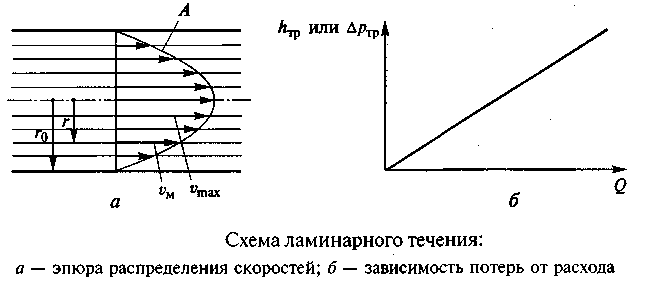 A
h_тр или Δp_тр
r
r₀
v_м
v_max
Q
а
б
Схема ламинарного течения:
а — эпюра распределения скоростей; б — зависимость потерь от расхода